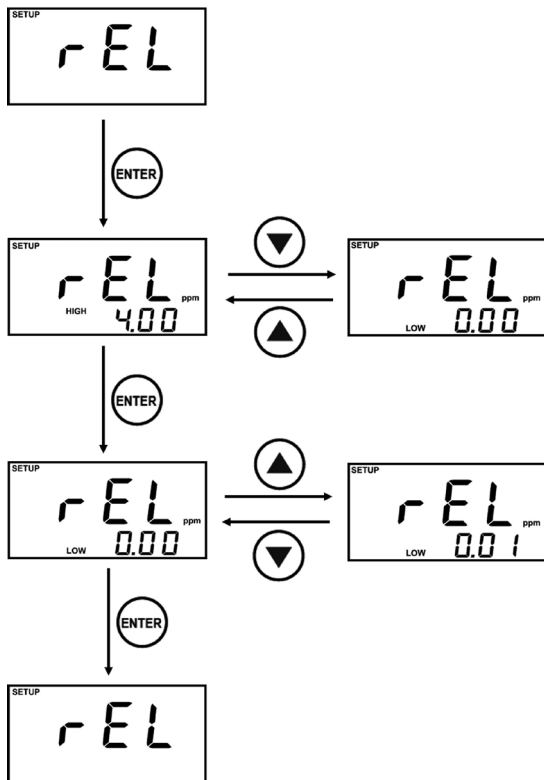 SETUP
rEL
ENTER
SETUP
rEL
ppm
HIGH
4.00
SETUP
rEL
ppm
LOW
0.00
ENTER
SETUP
rEL
ppm
LOW
0.00
SETUP
rEL
ppm
LOW
0.01
ENTER
SETUP
rEL